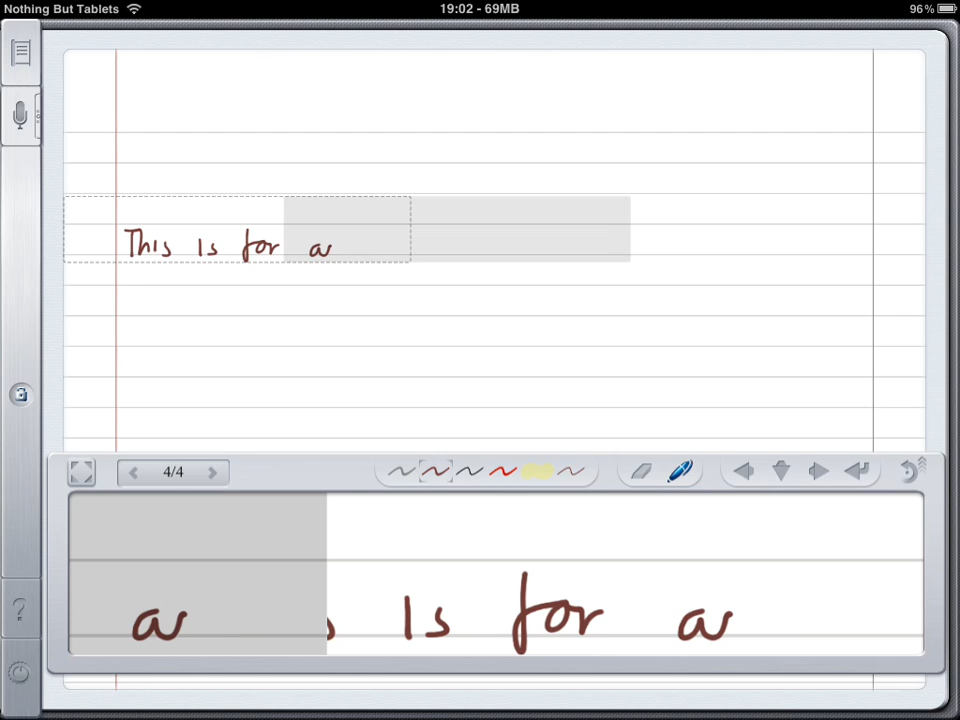 Nothing But Tablets 19:02 - 69MB 96%
This is for a
4/4
?
a s is for a